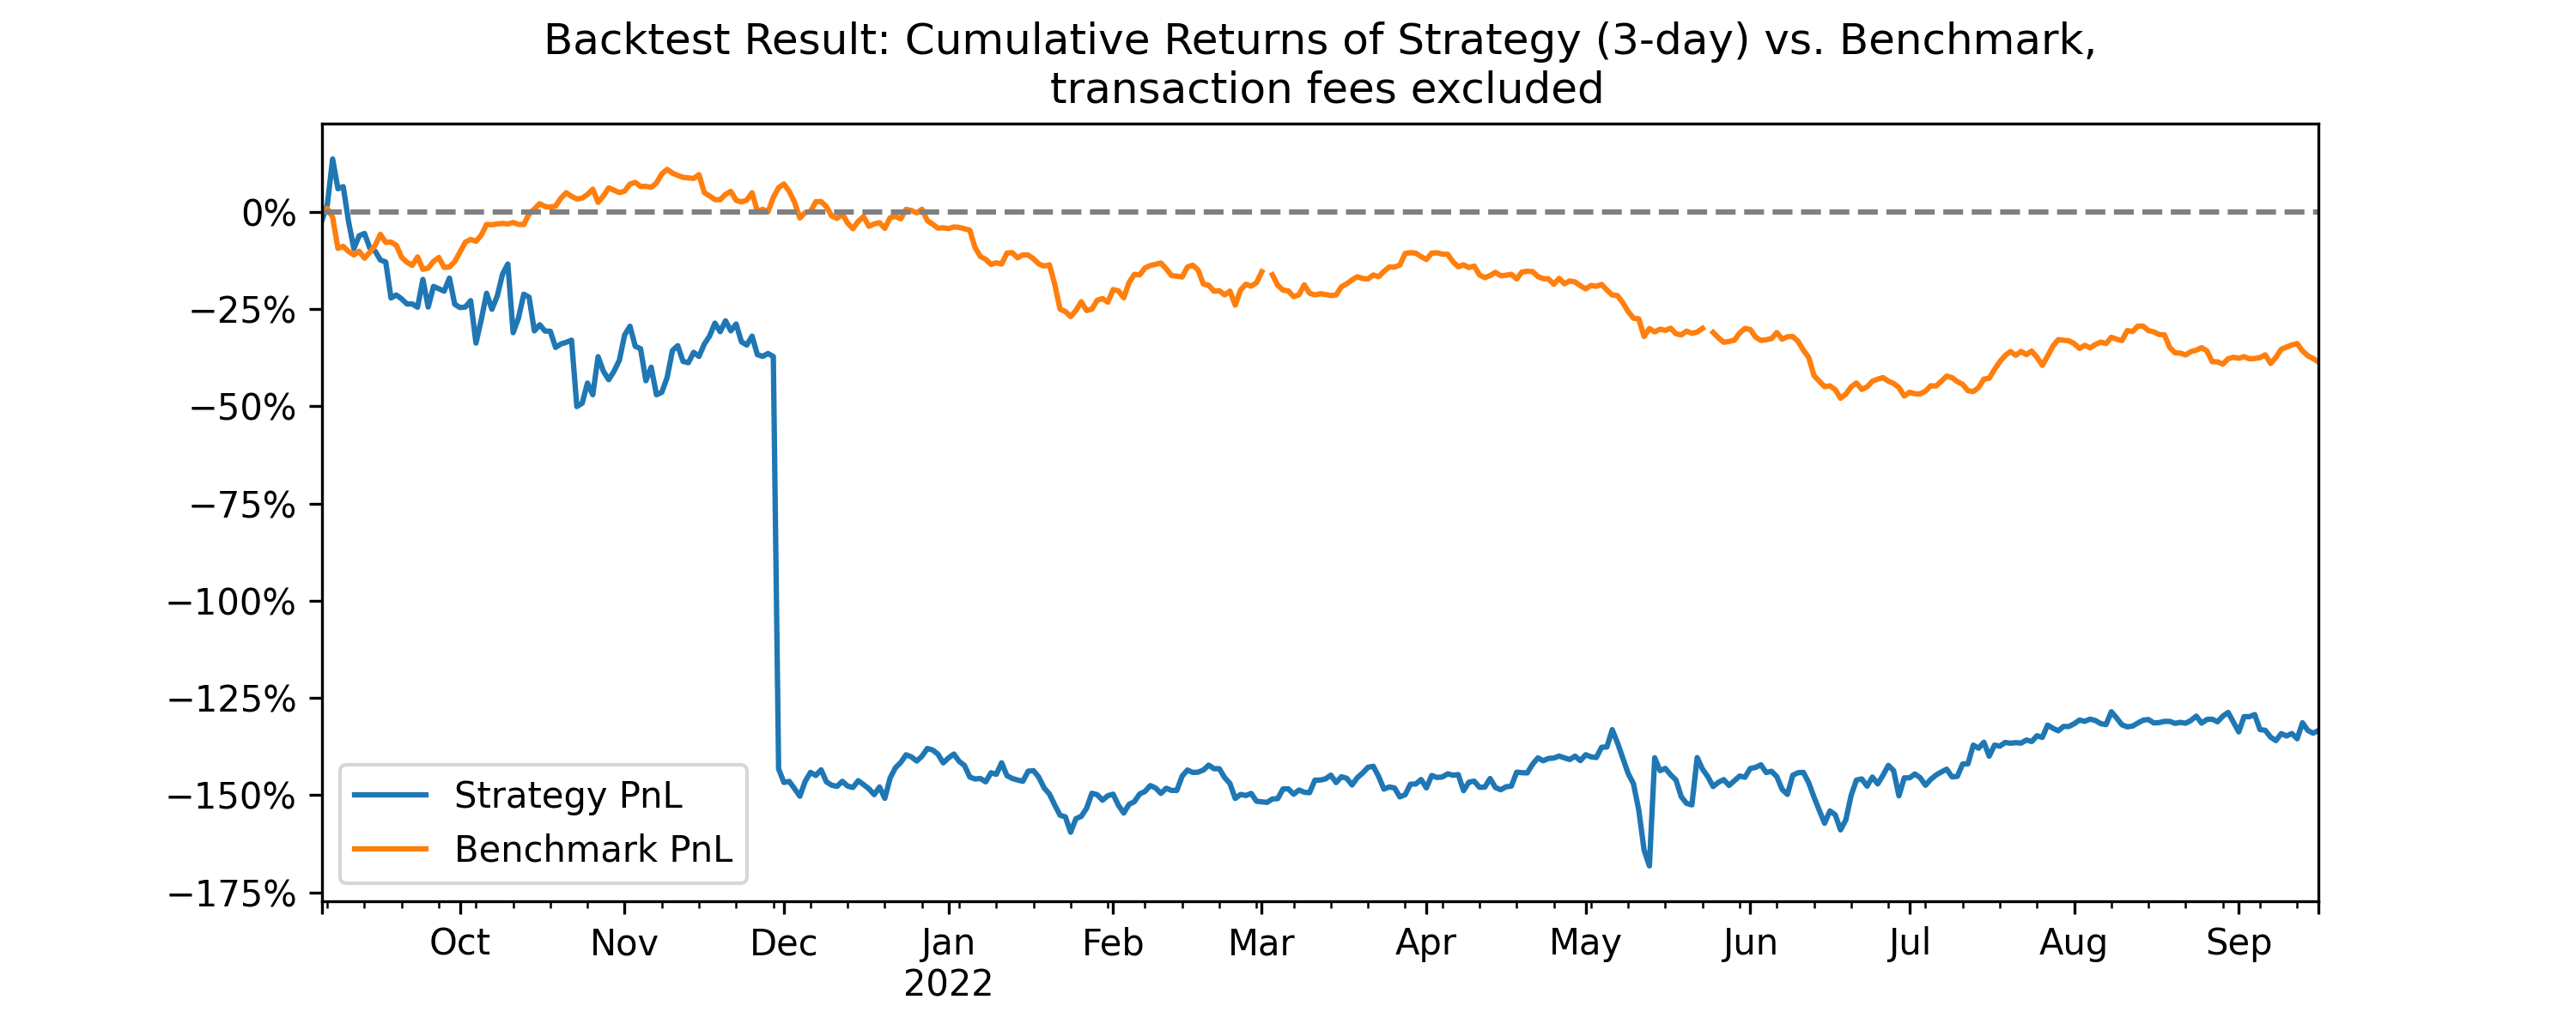 Backtest Result: Cumulative Returns of Strategy (3-day) vs. Benchmark,
transaction fees excluded
0%
−25%
−50%
−75%
−100%
−125%
−150%
−175%
Strategy PnL
Benchmark PnL
Oct Nov Dec Jan Feb Mar Apr May Jun Jul Aug Sep
2022